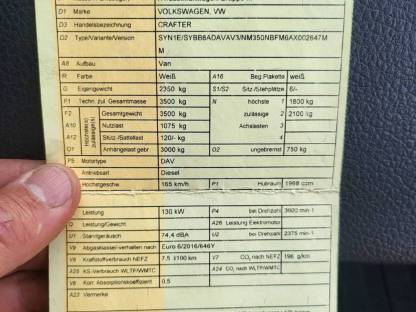 D1 Marke VOLKSWAGEN, VW
D3 Handelsbezeichnung CRAFTER
D2 Type/Variante/Version SYN1E/SYBB8ADAVAV3/NM350NBFM6AX002647M
M
A8 Aufbau Van
R Farbe Weiß A16 Beg.Plakette weiß
G Eigengewicht 2350 kg S1/S2 Sitz-/Stehplätze 6/-
F1 Techn. zul. Gesamtmasse 3500 kg N höchste 1 1800 kg
F2 Gesamtgewicht 3500 kg zulässige 2 2100 kg
A10 Nutzlast 1075 kg Achslasten 3
A12 Stütz-/Sattellast 120/- kg 4
O1 Anhängelast gebr 3000 kg O2 ungebremst 750 kg
P5 Motortype DAV
Antriebsart Diesel
Höchstgeschw. 165 km/h P1 Hubraum 1968 ccm
Leistung 130 kW P4 bei Drehzahl 3600 min-1
Q Leistung/Gewicht A26 Leistung Elektromotor
U1 Standgeräusch 74,4 dBA U2 bei Drehzahl 2375 min-1
V9 Abgasklasse/verhalten nach Euro 6/2016/646Y
Kraftstoffverbrauch NEFZ 7,5 l/100 km V7 CO₂ nach NEFZ 196 g/km
A25 KS-Verbrauch WLTP/WMTC A24 CO₂ nach WLTP/WMTC
V6 Korr. Absorptionskoeffizient 0,5
A23 Vermerke